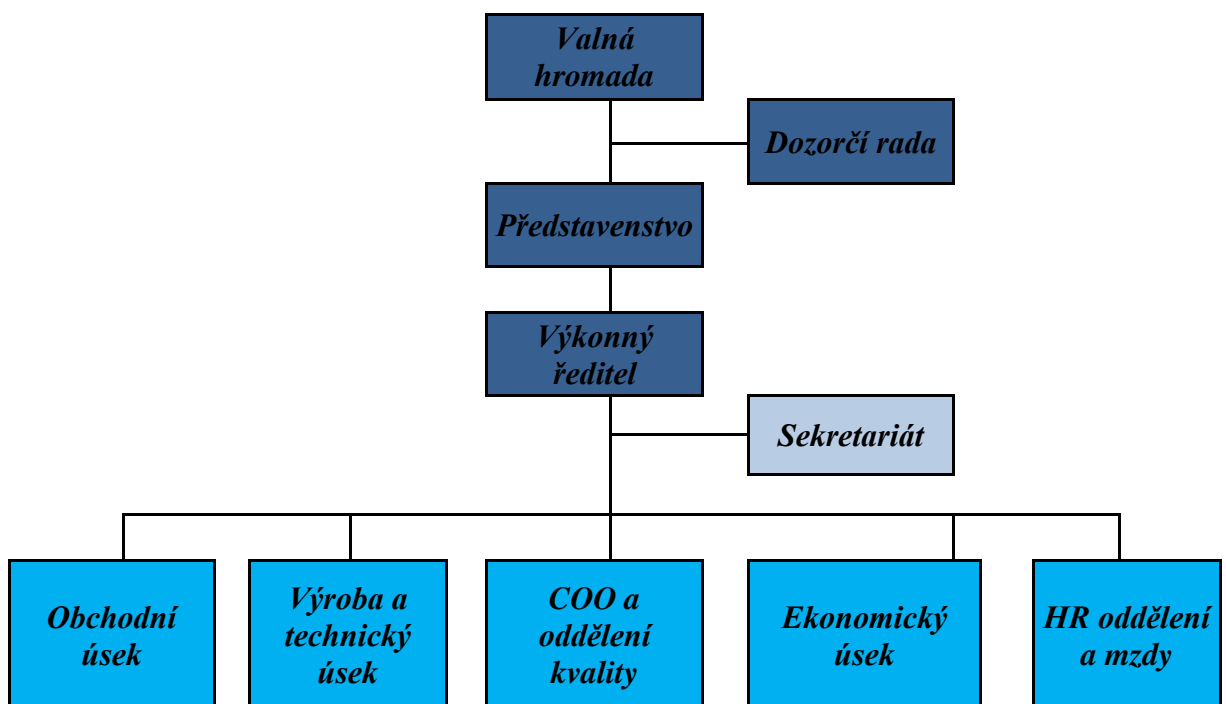 Valná
hromada
Dozorčí rada
Představenstvo
Výkonný
ředitel
Sekretariát
Obchodní
úsek
Výroba a
technický
úsek
COO a
oddělení
kvality
Ekonomický
úsek
HR oddělení
a mzdy